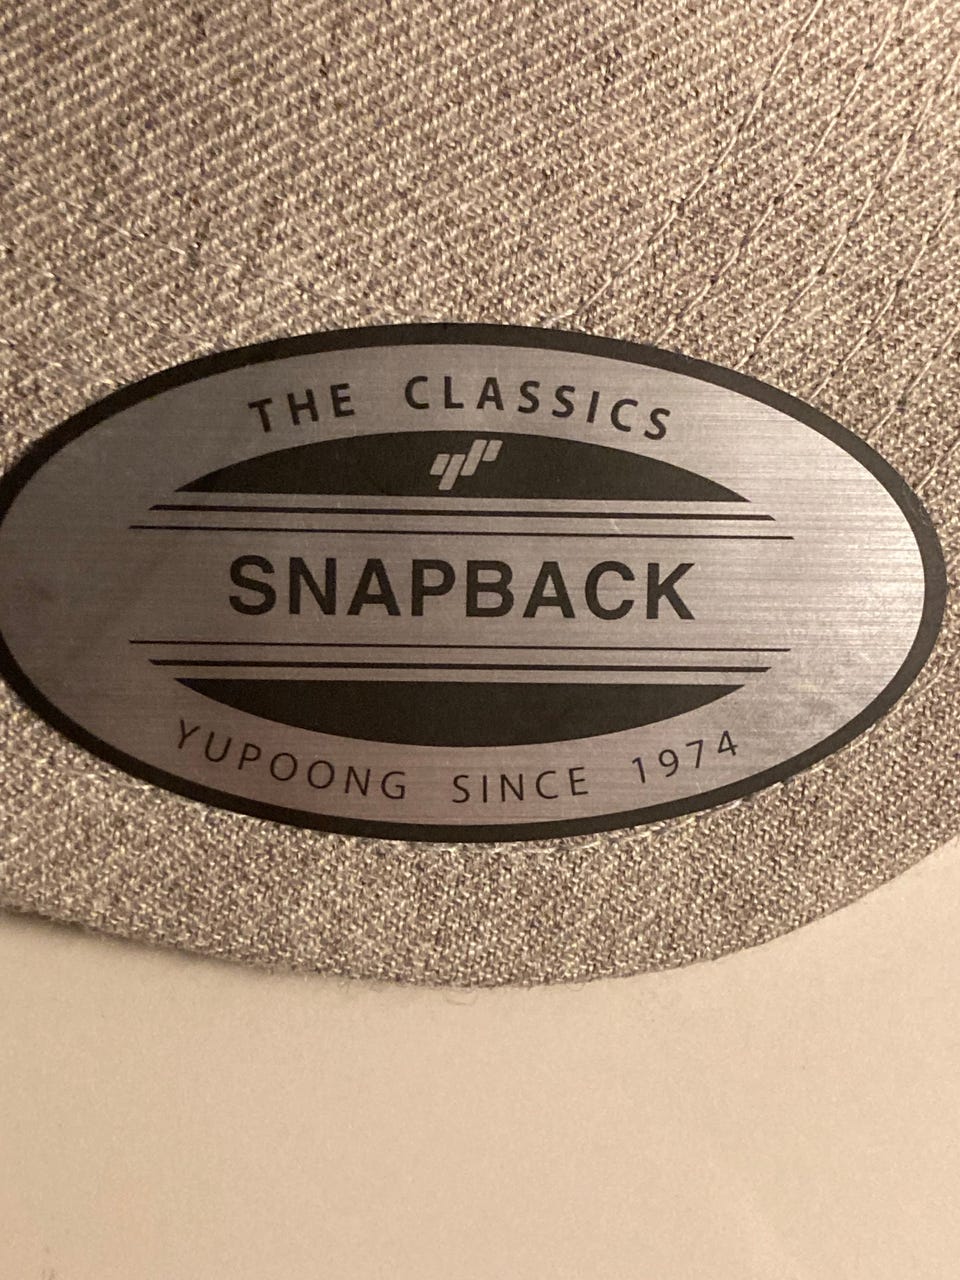 THE CLASSICS
SNAPBACK
YUPOONG SINCE 1974